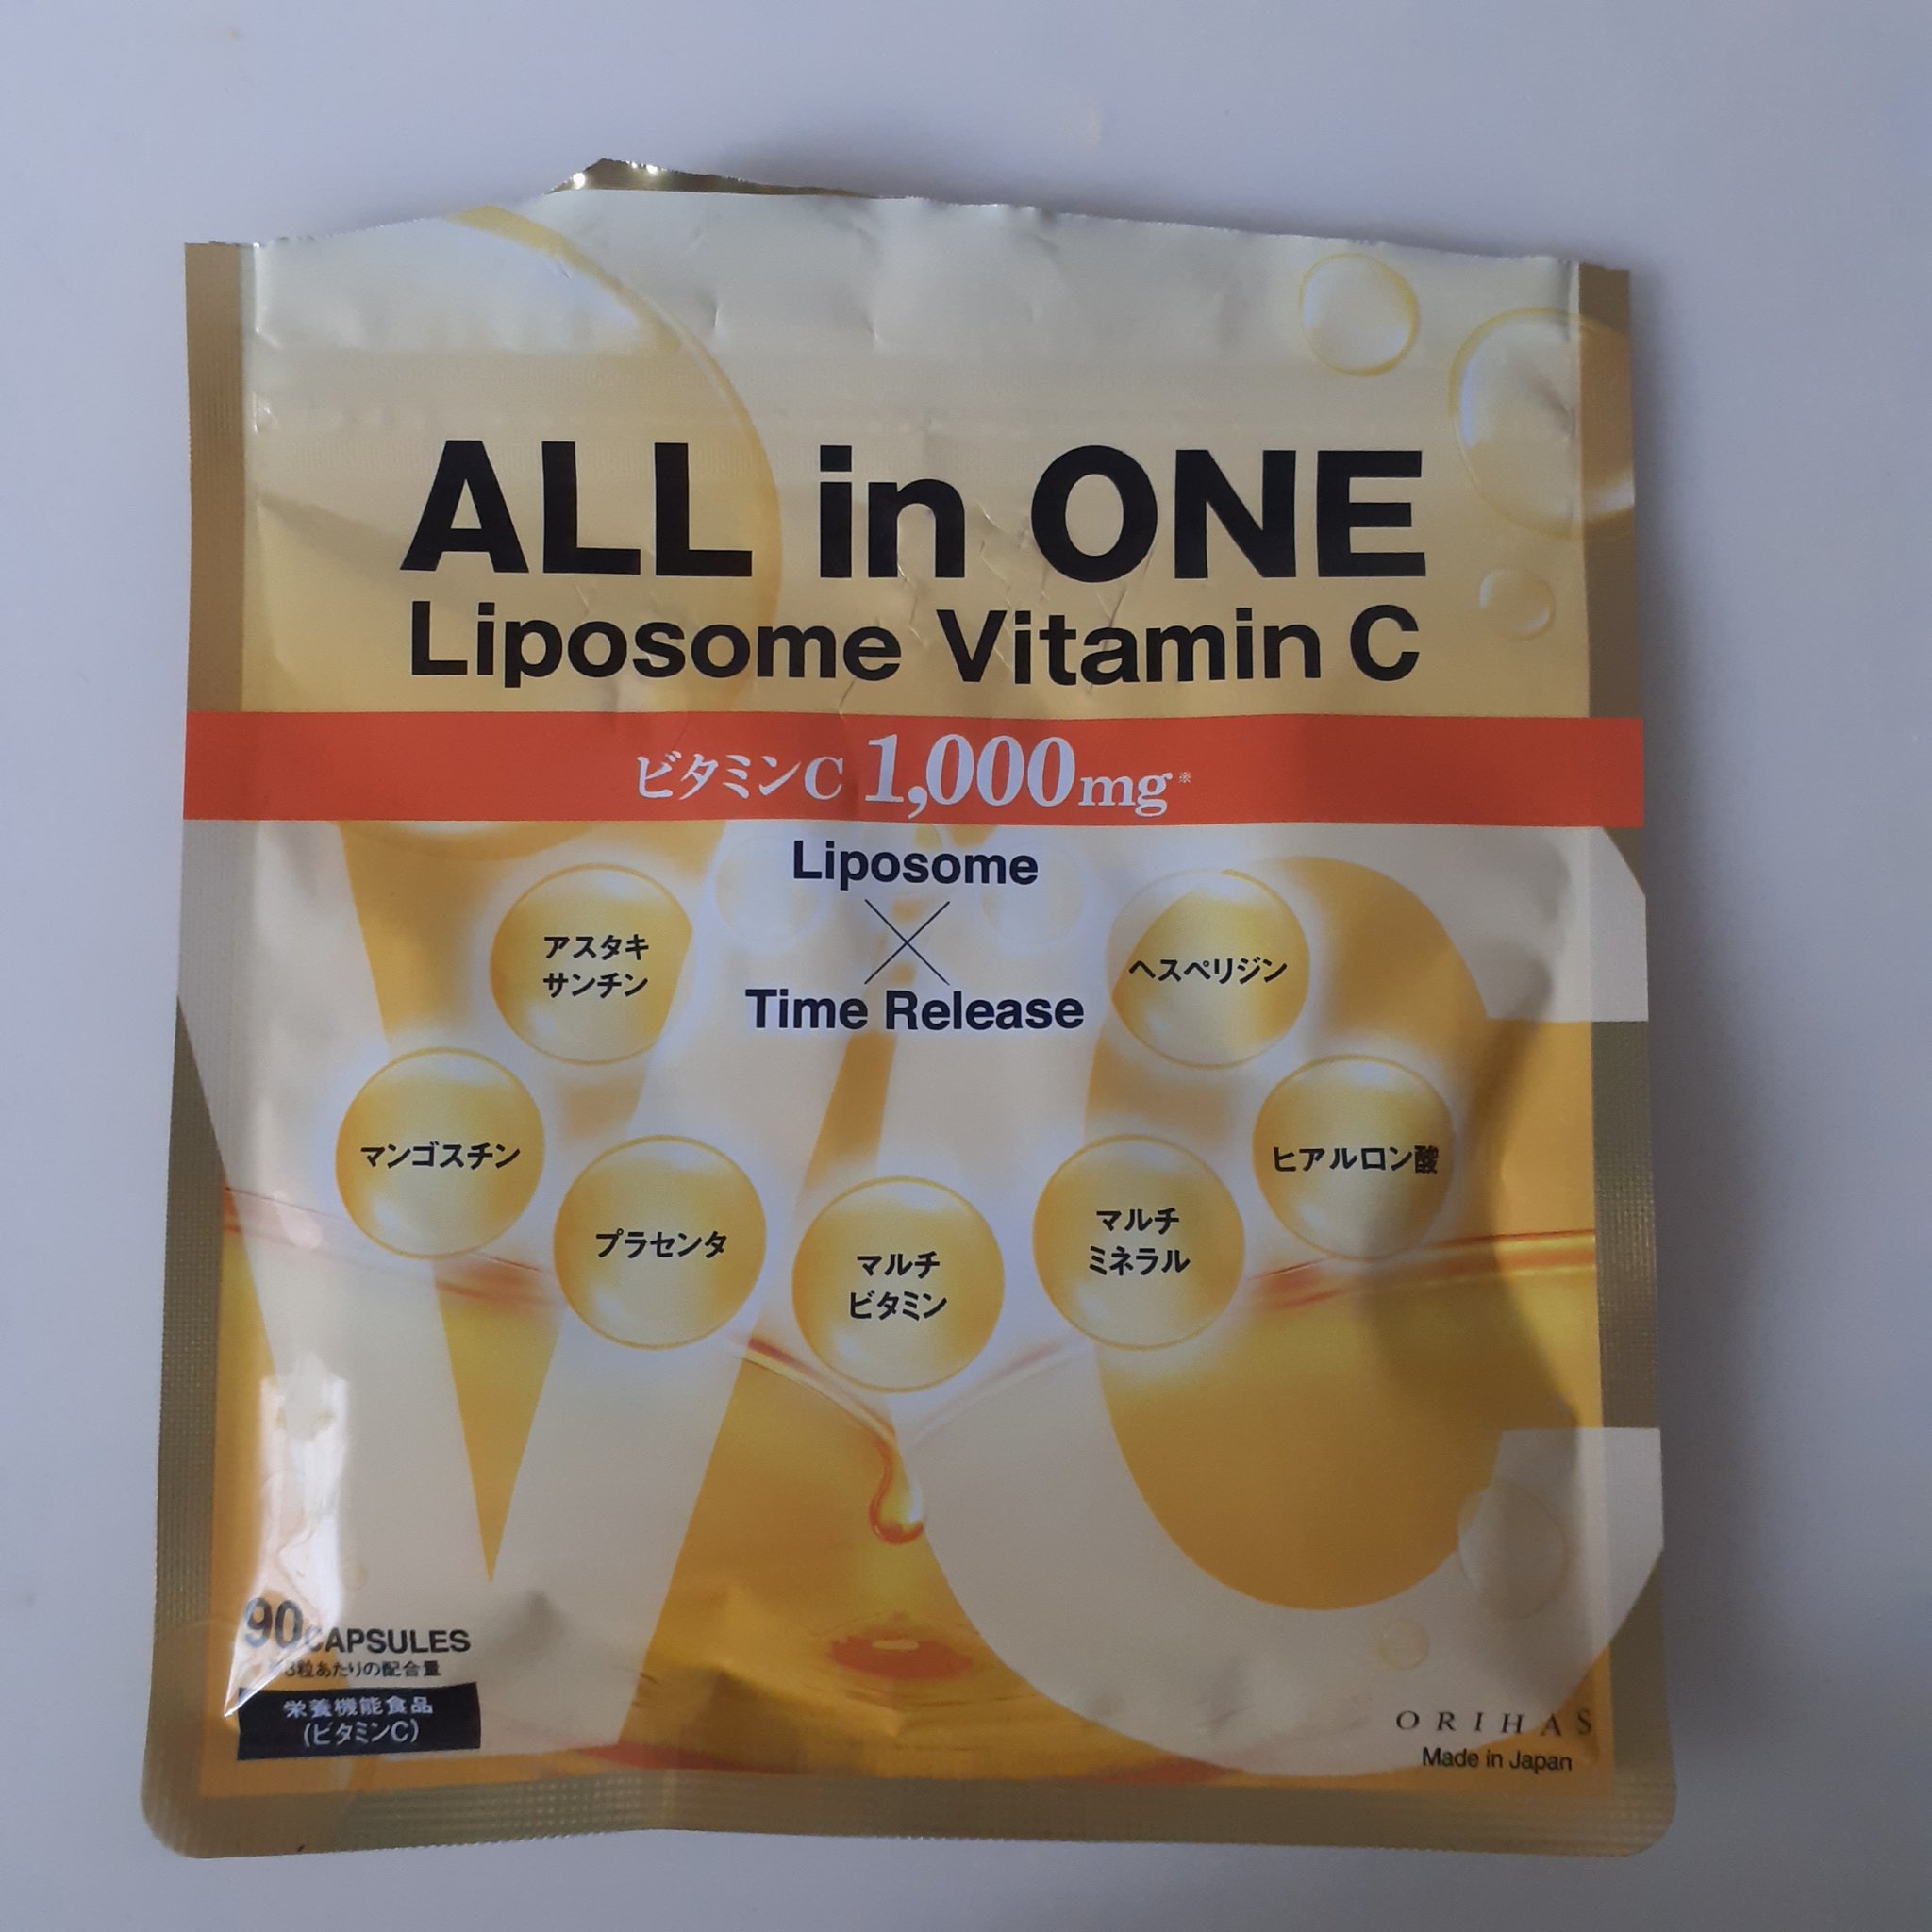 ALL in ONE
Liposome Vitamin C
ビタミンC 1,000mg※
Liposome
Time Release
アスタキ
サンチン
ヘスペリジン
マンゴスチン
ヒアルロン酸
プラセンタ
マルチ
ビタミン
マルチ
ミネラル
90CAPSULES
※3粒あたりの配合量
栄養機能食品
(ビタミンC)
ORIHAS
Made in Japan